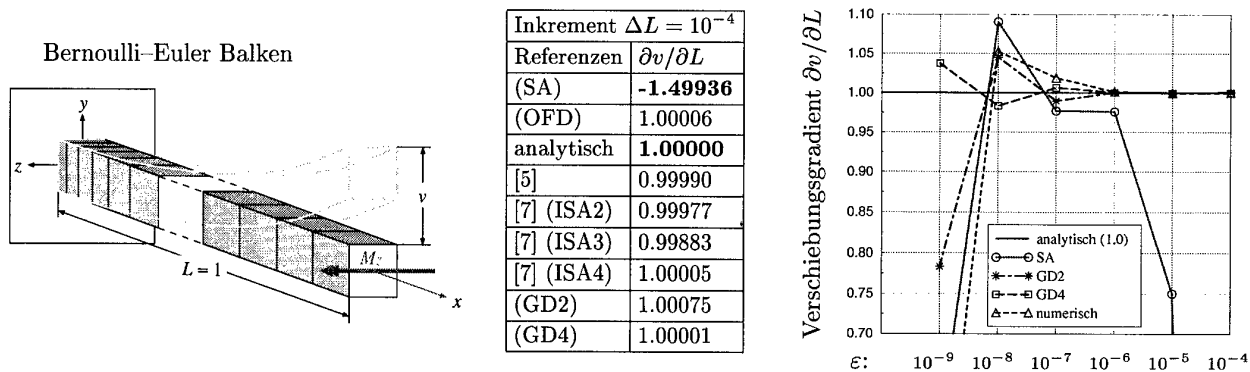 Bernoulli–Euler Balken
y
z
v
L = 1
M_z
x
Inkrement ΔL = 10⁻⁴
Referenzen ∂v/∂L
(SA) -1.49936
(OFD) 1.00006
analytisch 1.00000
[5] 0.99990
[7] (ISA2) 0.99977
[7] (ISA3) 0.99883
[7] (ISA4) 1.00005
(GD2) 1.00075
(GD4) 1.00001
Verschiebungsgradient ∂v/∂L
1.10
1.05
1.00
0.95
0.90
0.85
0.80
0.75
0.70
analytisch (1.0)
SA
GD2
GD4
numerisch
ε: 10⁻⁹ 10⁻⁸ 10⁻⁷ 10⁻⁶ 10⁻⁵ 10⁻⁴